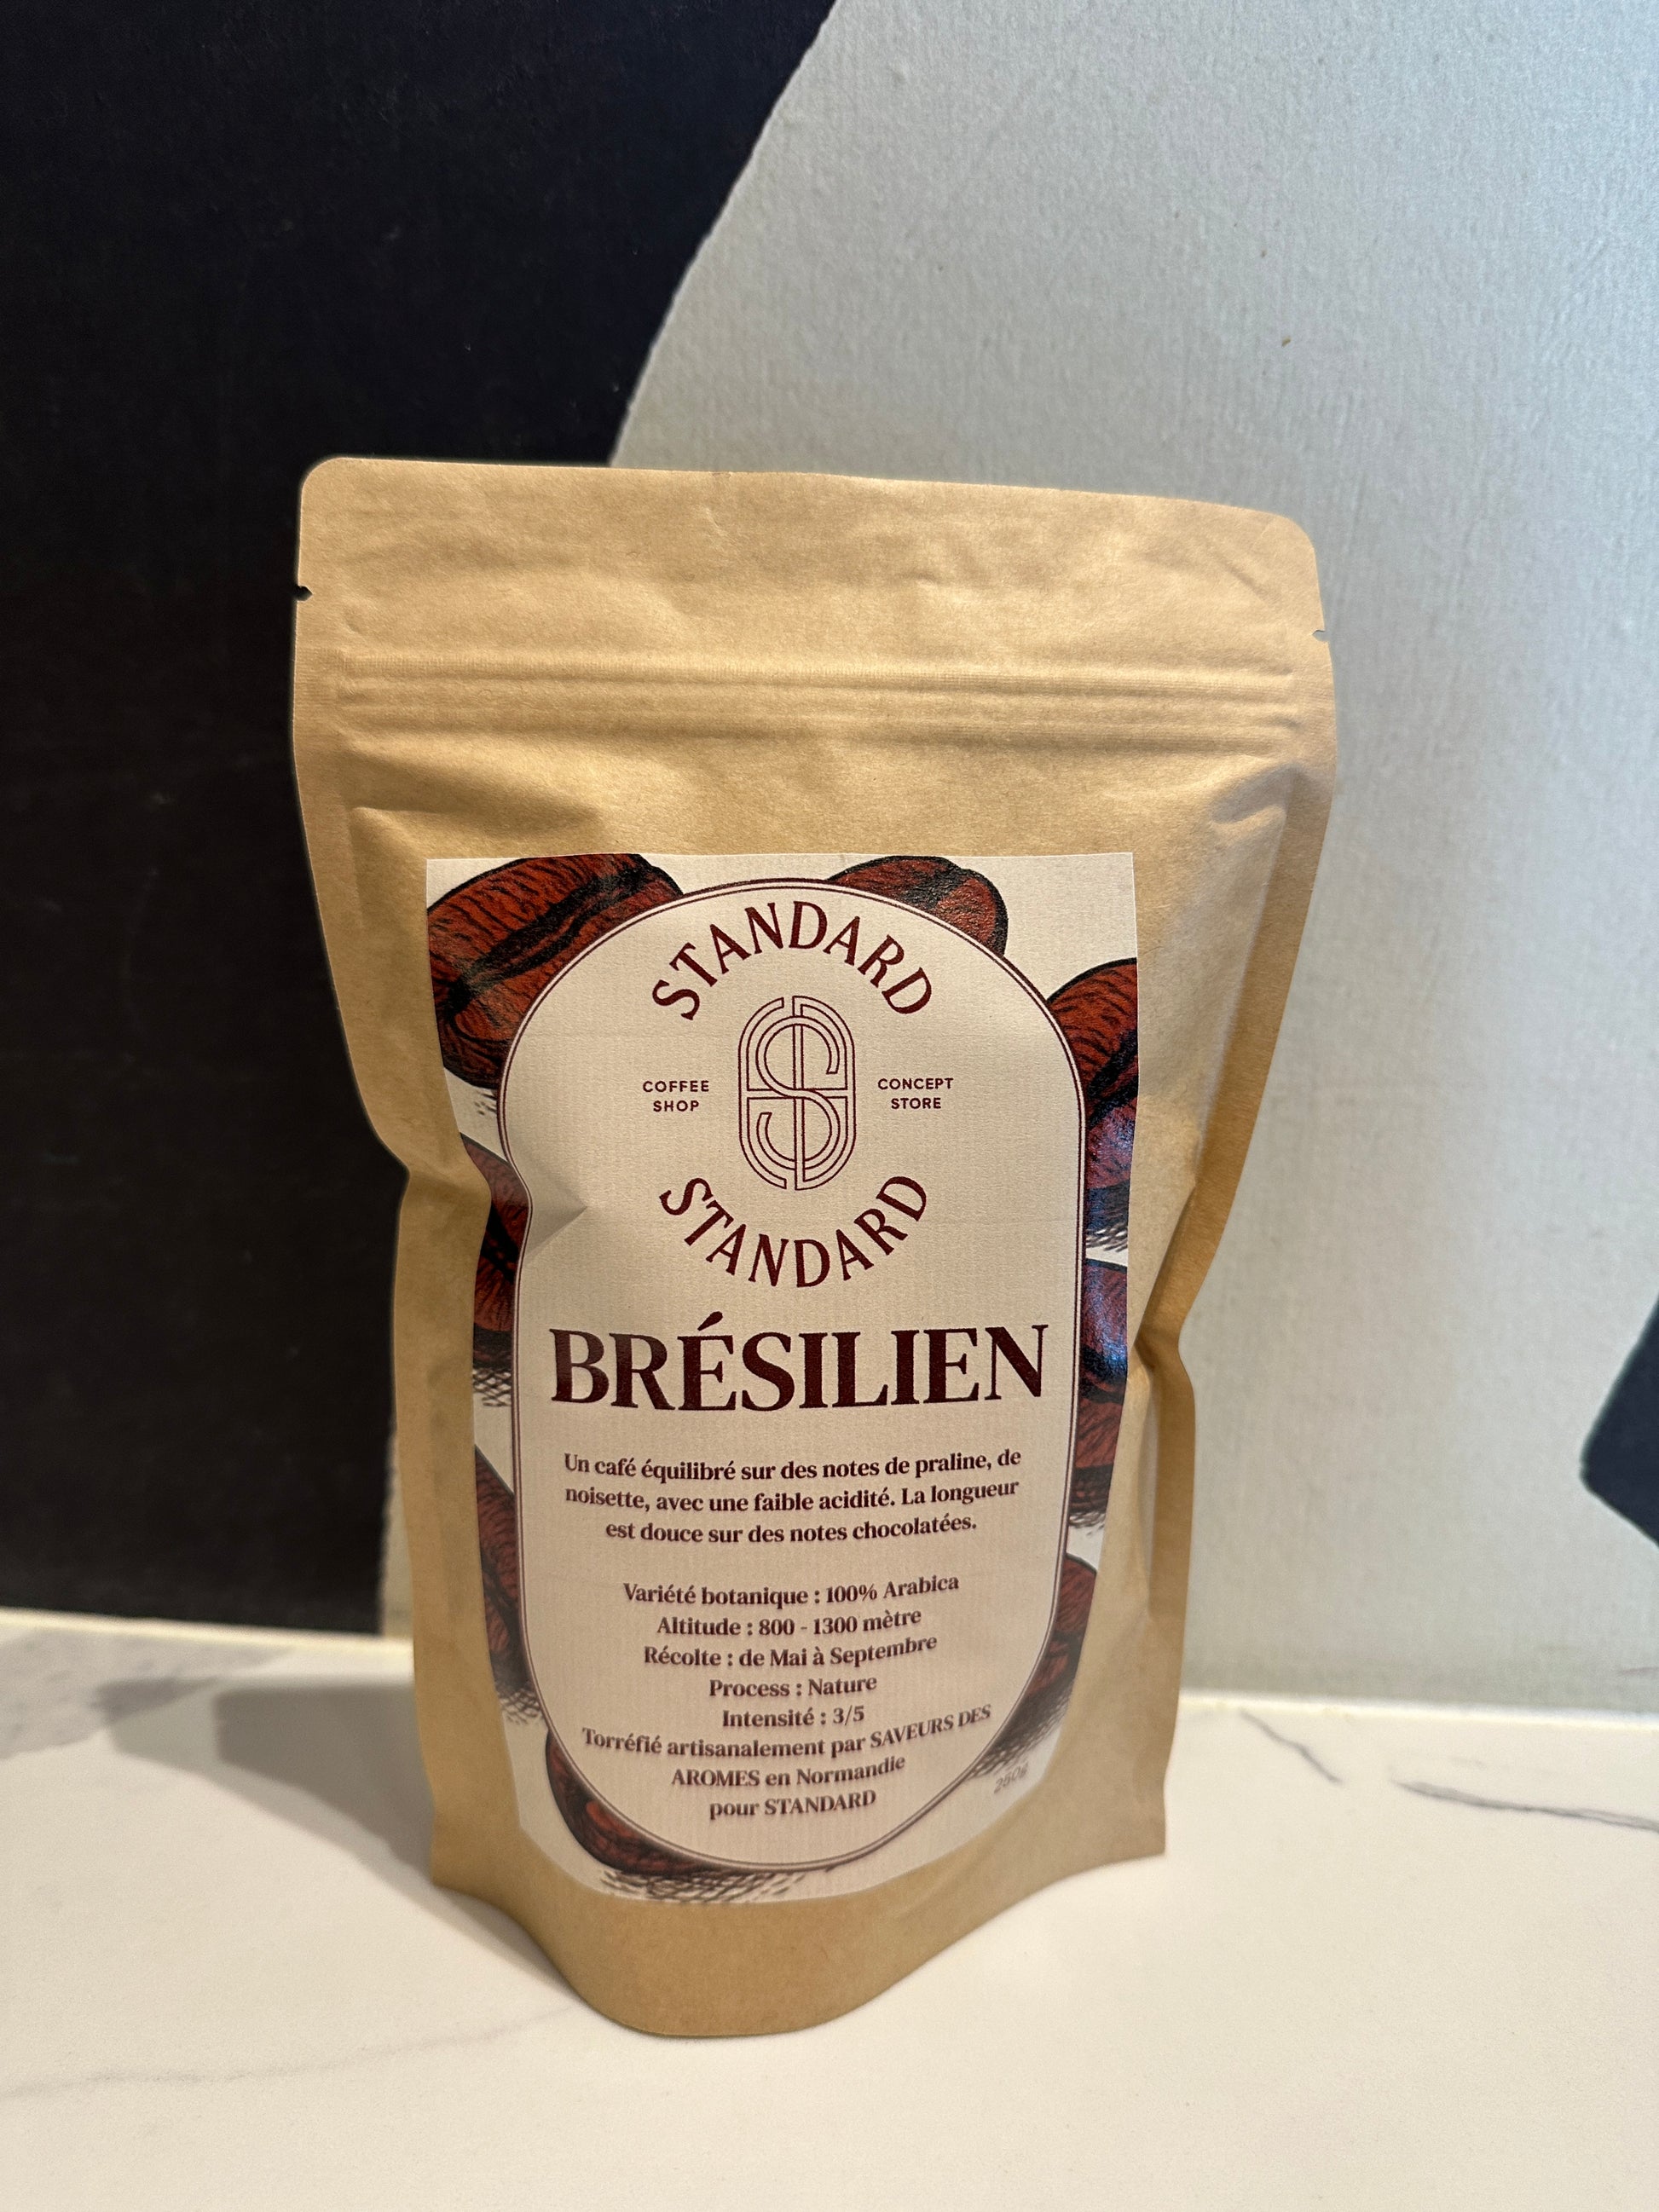 STANDARD
COFFEE
SHOP
CONCEPT
STORE
STANDARD
BRÉSILIEN
Un café équilibré sur des notes de praline, de
noisette, avec une faible acidité. La longueur
est douce sur des notes chocolatées.
Variété botanique : 100% Arabica
Altitude : 800 - 1300 mètre
Récolte : de Mai à Septembre
Process : Nature
Intensité : 3/5
Torréfié artisanalement par SAVEURS DES
AROMES en Normandie
pour STANDARD
250g